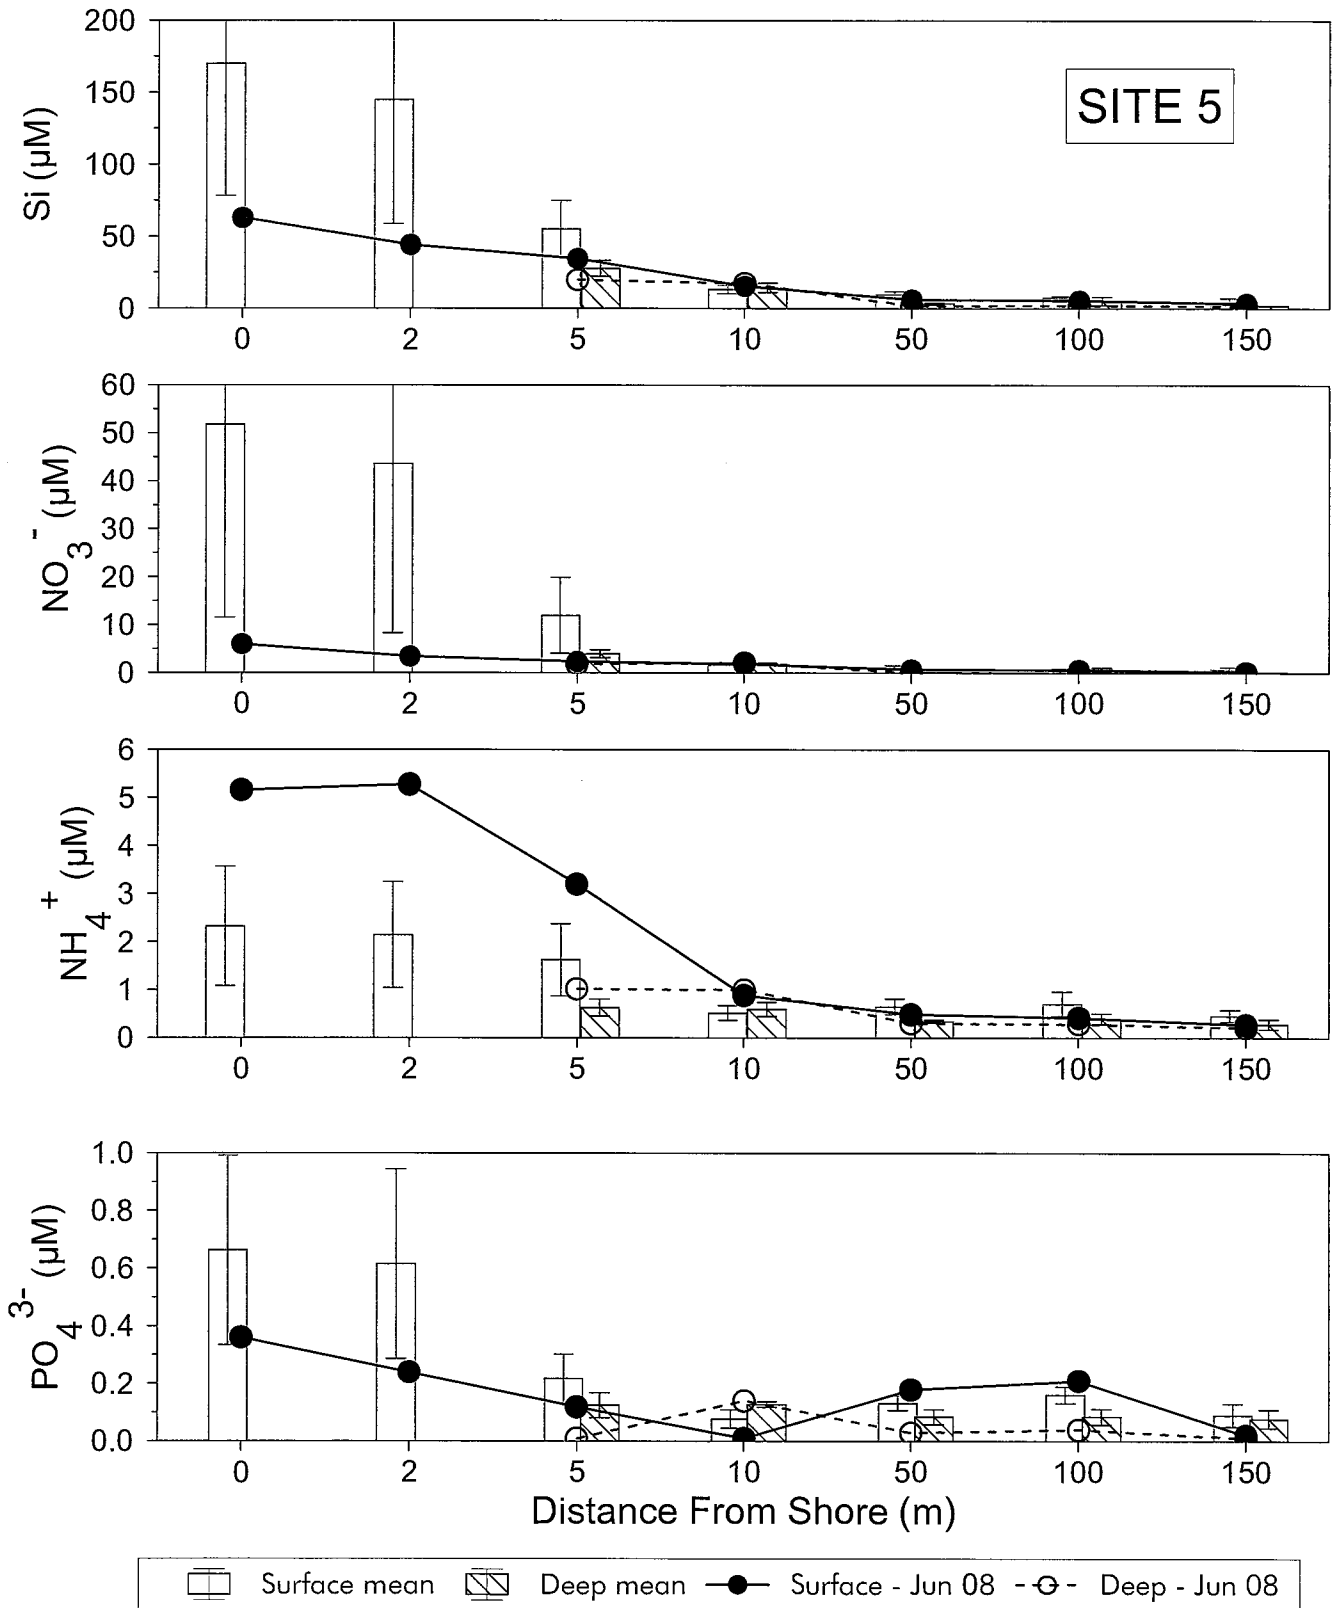 SITE 5
Si (µM)
200
150
100
50
0
0 2 5 10 50 100 150
NO3- (µM)
60
50
40
30
20
10
0
0 2 5 10 50 100 150
NH4+ (µM)
6
5
4
3
2
1
0
0 2 5 10 50 100 150
PO43- (µM)
1.0
0.8
0.6
0.4
0.2
0.0
0 2 5 10 50 100 150
Distance From Shore (m)
Surface mean Deep mean Surface - Jun 08 Deep - Jun 08